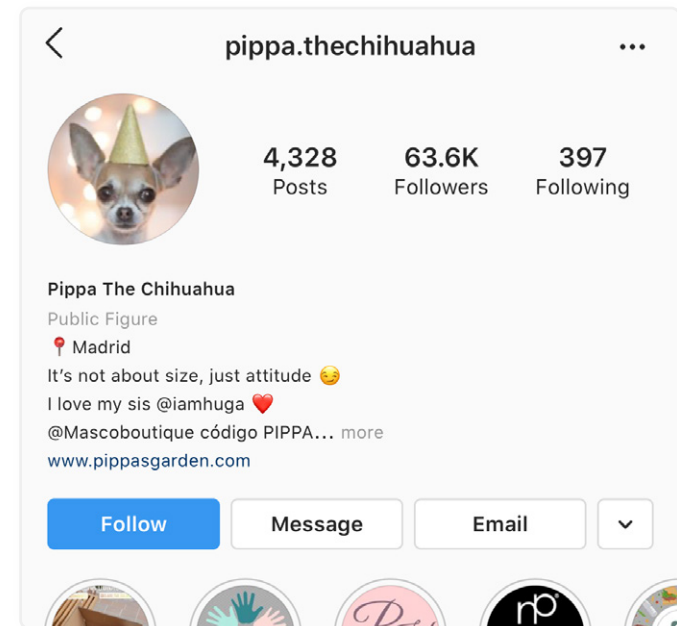 pippa.thechihuahua
4,328 63.6K 397
Posts Followers Following
Pippa The Chihuahua
Public Figure
📍 Madrid
It's not about size, just attitude 😏
I love my sis @iamhuga ❤️
@Mascoboutique código PIPPA... more
www.pippasgarden.com
Follow Message Email